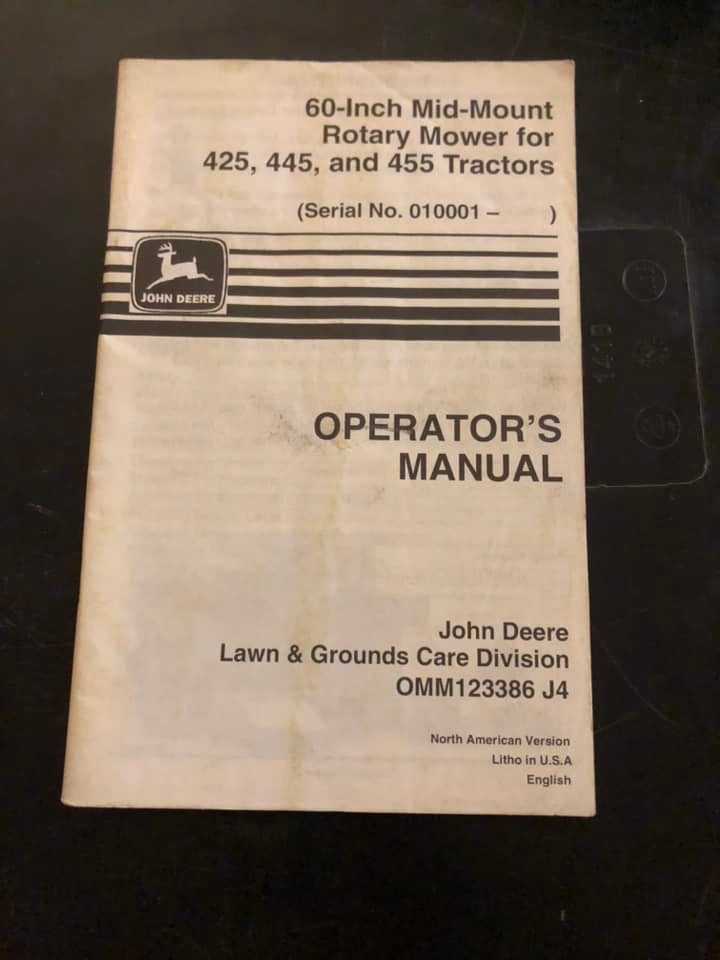 60-Inch Mid-Mount
Rotary Mower for
425, 445, and 455 Tractors
(Serial No. 010001 –      )
JOHN DEERE
OPERATOR'S
MANUAL
John Deere
Lawn & Grounds Care Division
OMM123386 J4
North American Version
Litho in U.S.A
English